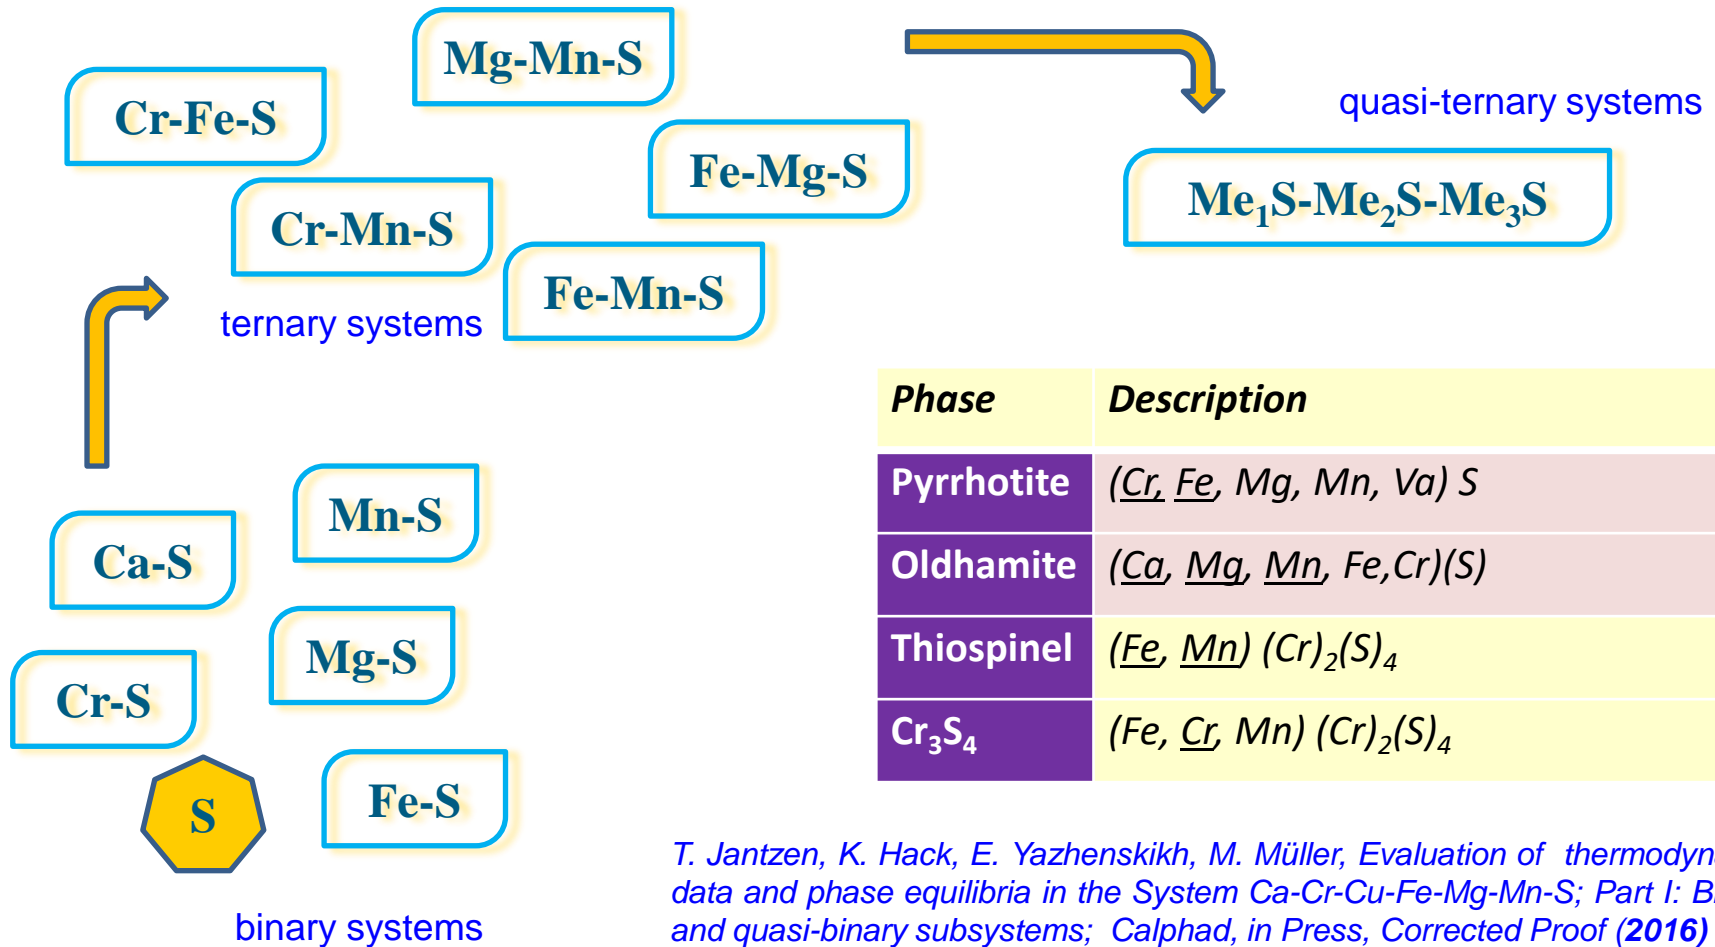 Mg-Mn-S
Cr-Fe-S
quasi-ternary systems
Fe-Mg-S
Me₁S-Me₂S-Me₃S
Cr-Mn-S
Fe-Mn-S
ternary systems
Phase Description
Pyrrhotite (Cr, Fe, Mg, Mn, Va) S
Oldhamite (Ca, Mg, Mn, Fe,Cr)(S)
Thiospinel (Fe, Mn) (Cr)₂(S)₄
Cr₃S₄ (Fe, Cr, Mn) (Cr)₂(S)₄
Mn-S
Ca-S
Mg-S
Cr-S
Fe-S
S
binary systems
T. Jantzen, K. Hack, E. Yazhenskikh, M. Müller, Evaluation of thermodyn
data and phase equilibria in the System Ca-Cr-Cu-Fe-Mg-Mn-S; Part I: B
and quasi-binary subsystems; Calphad, in Press, Corrected Proof (2016)